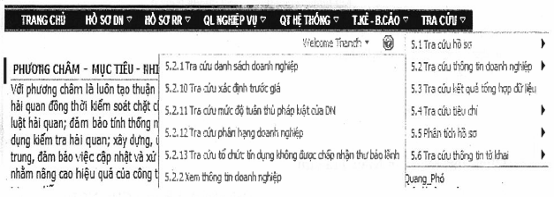 TRANG CHỦ HỒ SƠ DN HỒ SƠ RR QL NGHIỆP VỤ QT HỆ THỐNG T.KÊ - B.CÁO TRA CỨU
Welcome Thanch
PHƯƠNG CHÂM - MỤC TIÊU - NHI
Với phương châm là luôn tạo thuận
hải quan đồng thời kiểm soát chặt c
luật hải quan; đảm bảo tính thống n
dụng kiểm tra hải quan; xây dựng, ú
trung, đảm bảo việc cập nhật và xử
nhằm nâng cao hiệu quả của công t
5.2.1 Tra cứu danh sách doanh nghiệp
5.2.10 Tra cứu xác định trước giá
5.2.11 Tra cứu mức độ tuân thủ pháp luật của DN
5.2.12 Tra cứu phân hạng doanh nghiệp
5.2.13 Tra cứu tổ chức tín dụng không được chấp nhận thư bảo lãnh
5.2.2 Xem thông tin doanh nghiệp
5.1 Tra cứu hồ sơ
5.2 Tra cứu thông tin doanh nghiệp
5.3 Tra cứu kết quả tổng hợp dữ liệu
5.4 Tra cứu tiêu chí
5.5 Phân tích hồ sơ
5.6 Tra cứu thông tin tờ khai
Quang_Phó